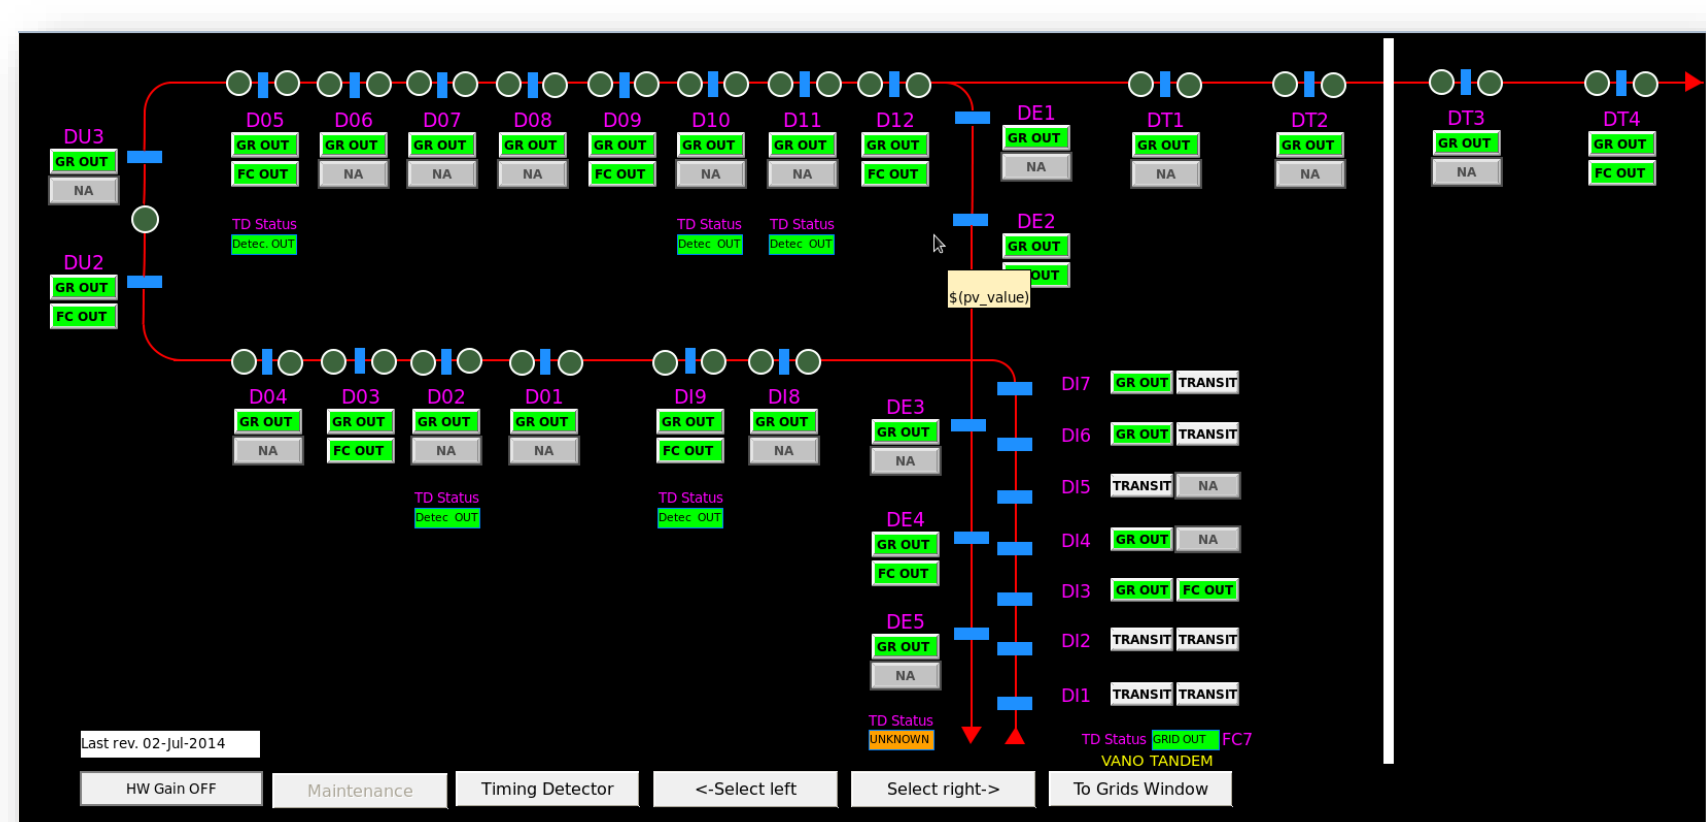 DU3
GR OUT
NA
DU2
GR OUT
FC OUT
D05
GR OUT
FC OUT
TD Status
Detec. OUT
D06
GR OUT
NA
D07
GR OUT
NA
D08
GR OUT
NA
D09
GR OUT
FC OUT
D10
GR OUT
NA
TD Status
Detec OUT
D11
GR OUT
NA
TD Status
Detec OUT
D12
GR OUT
FC OUT
DE1
GR OUT
NA
DE2
GR OUT
OUT
$(pv_value)
DT1
GR OUT
NA
DT2
GR OUT
NA
DT3
GR OUT
NA
DT4
GR OUT
FC OUT
D04
GR OUT
NA
D03
GR OUT
FC OUT
D02
GR OUT
NA
TD Status
Detec OUT
D01
GR OUT
NA
DI9
GR OUT
FC OUT
TD Status
Detec OUT
DI8
GR OUT
NA
DE3
GR OUT
NA
DE4
GR OUT
FC OUT
DE5
GR OUT
NA
TD Status
UNKNOWN
DI7 GR OUT TRANSIT
DI6 GR OUT TRANSIT
DI5 TRANSIT NA
DI4 GR OUT NA
DI3 GR OUT FC OUT
DI2 TRANSIT TRANSIT
DI1 TRANSIT TRANSIT
TD Status GRID OUT FC7
VANO TANDEM
Last rev. 02-Jul-2014
HW Gain OFF
Maintenance
Timing Detector
<-Select left
Select right->
To Grids Window